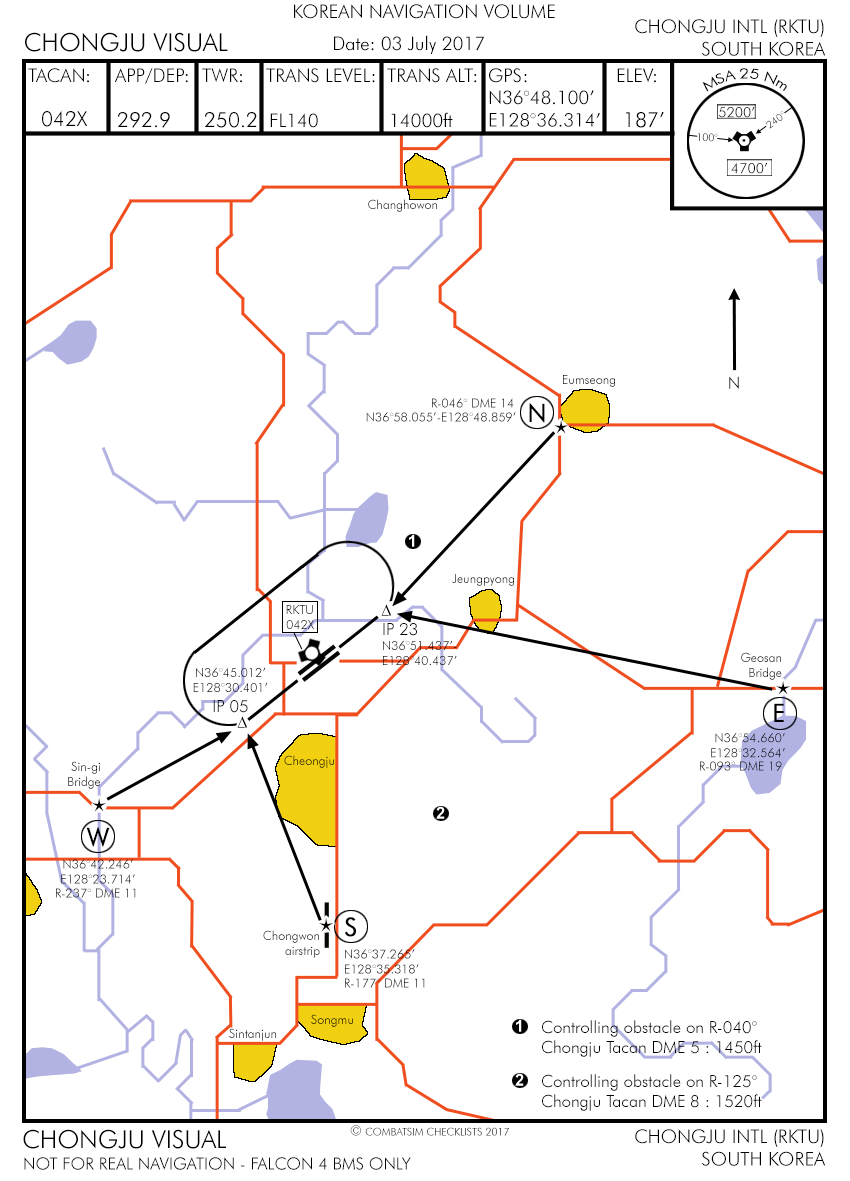 KOREAN NAVIGATION VOLUME
CHONGJU VISUAL
Date: 03 July 2017
CHONGJU INTL (RKTU)
SOUTH KOREA
TACAN:
042X
APP/DEP:
292.9
TWR:
250.2
TRANS LEVEL:
FL140
TRANS ALT:
14000ft
GPS:
N36°48.100'
E128°36.314'
ELEV:
187'
MSA 25 Nm
5200'
100°
240°
4700'
Changhowon
N
Eumseong
R-046° DME 14
N36°58.055'-E128°48.859'
N
1
Jeungpyong
RKTU
042X
IP 23
N36°51.437'
E128°40.437'
N36°45.012'
E128°30.401'
IP 05
Geosan
Bridge
E
N36°54.660'
E128°32.564'
R-093° DME 19
Sin-gi
Bridge
W
N36°42.246'
E128°23.714'
R-237° DME 11
Cheongju
2
Chongwon
airstrip
S
N36°37.265'
E128°35.318'
R-177° DME 11
Songmu
Sintanjun
1 Controlling obstacle on R-040°
Chongju Tacan DME 5 : 1450ft
2 Controlling obstacle on R-125°
Chongju Tacan DME 8 : 1520ft
CHONGJU VISUAL
© COMBATSIM CHECKLISTS 2017
CHONGJU INTL (RKTU)
NOT FOR REAL NAVIGATION - FALCON 4 BMS ONLY
SOUTH KOREA